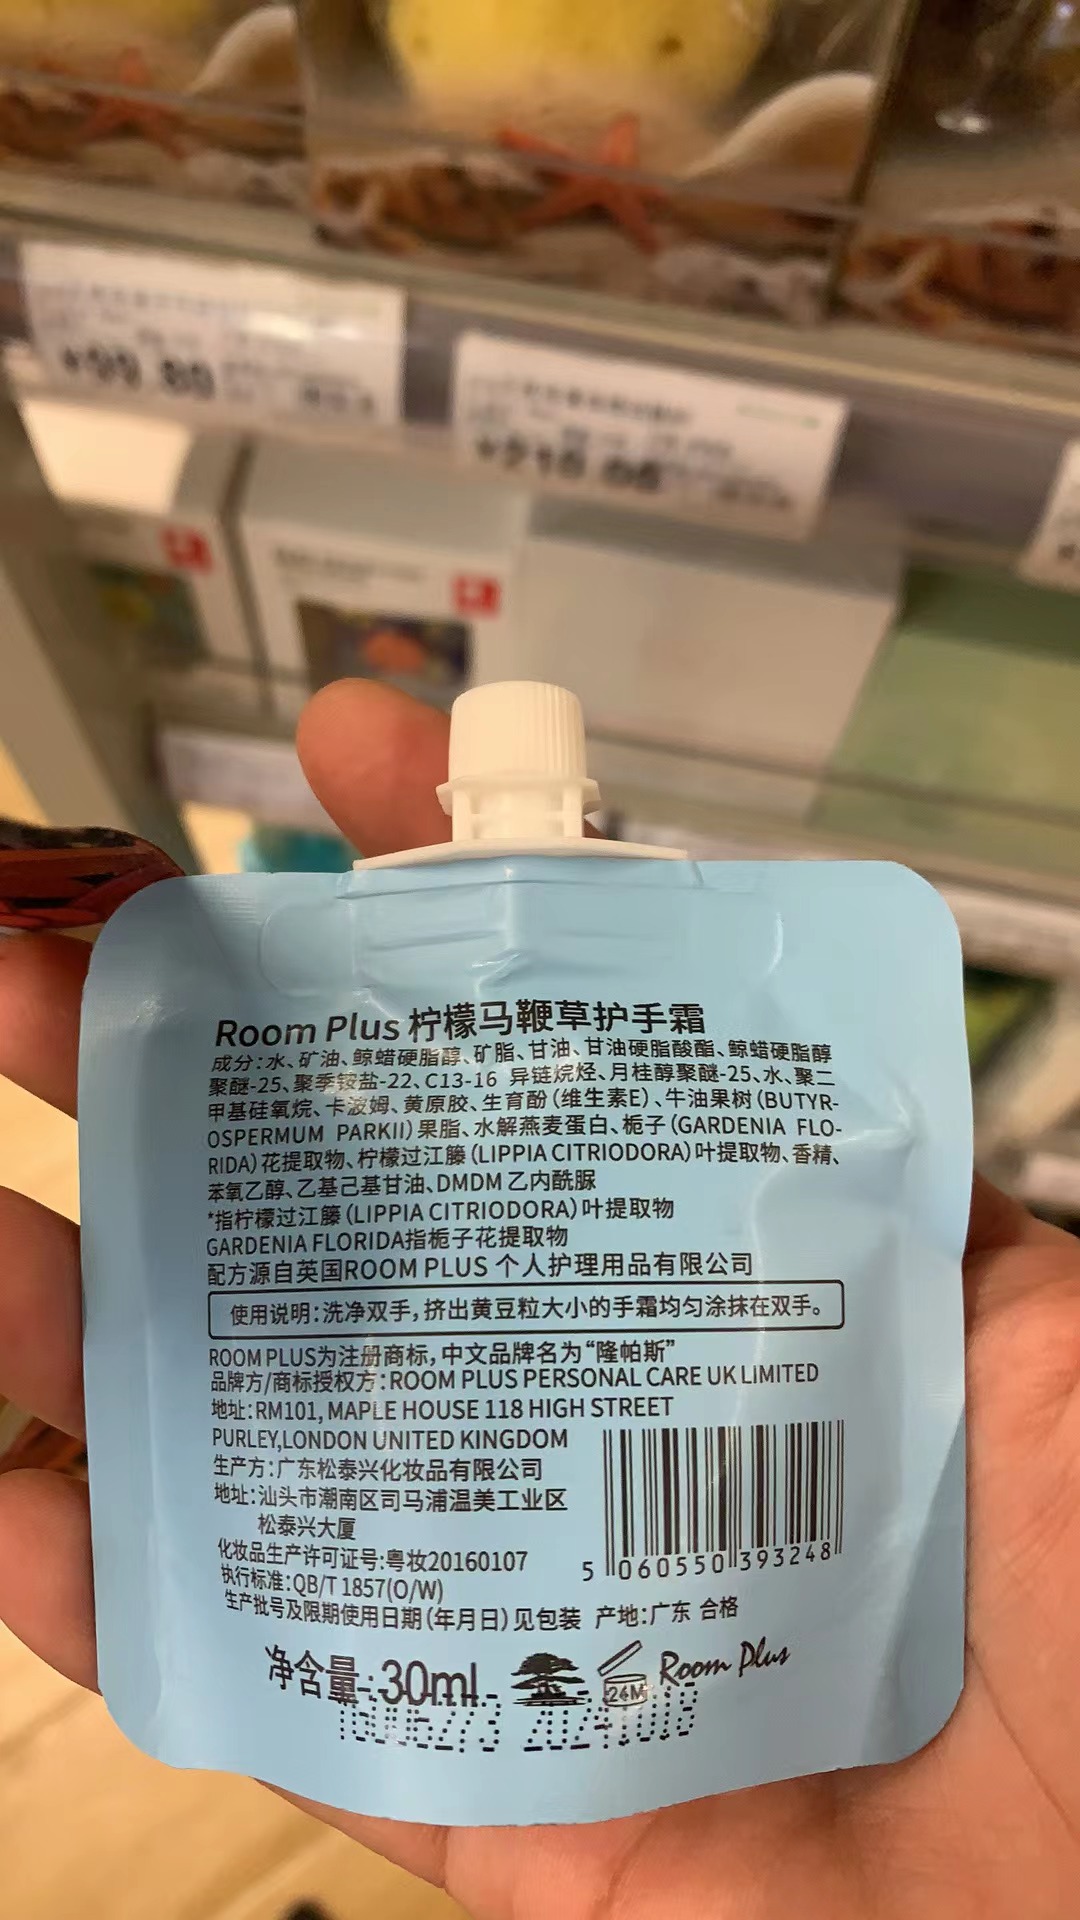 Room Plus 柠檬马鞭草护手霜
成分:水、矿油、鲸蜡硬脂醇、矿脂、甘油、甘油硬脂酸酯、鲸蜡硬脂醇
聚醚-25、聚季铵盐-22、C13-16 异链烷烃、月桂醇聚醚-25、水、聚二
甲基硅氧烷、卡波姆、黄原胶、生育酚(维生素E)、牛油果树(BUTYR-
OSPERMUM PARKII)果脂、水解燕麦蛋白、栀子(GARDENIA FLO-
RIDA)花提取物、柠檬过江藤(LIPPIA CITRIODORA)叶提取物、香精、
苯氧乙醇、乙基己基甘油、DMDM 乙内酰脲
*指柠檬过江藤(LIPPIA CITRIODORA)叶提取物
GARDENIA FLORIDA指栀子花提取物
配方源自英国ROOM PLUS 个人护理用品有限公司
使用说明:洗净双手,挤出黄豆粒大小的手霜均匀涂抹在双手。
ROOM PLUS为注册商标,中文品牌名为“隆帕斯”
品牌方/商标授权方:ROOM PLUS PERSONAL CARE UK LIMITED
地址:RM101, MAPLE HOUSE 118 HIGH STREET
PURLEY,LONDON UNITED KINGDOM
生产方:广东松泰兴化妆品有限公司
地址:汕头市潮南区司马浦温美工业区
松泰兴大厦
化妆品生产许可证号:粤妆20160107
执行标准:QB/T 1857(O/W)
生产批号及限期使用日期(年月日)见包装 产地:广东 合格
5 060550 393248
净含量:30ml
24M
Room Plus
20241018